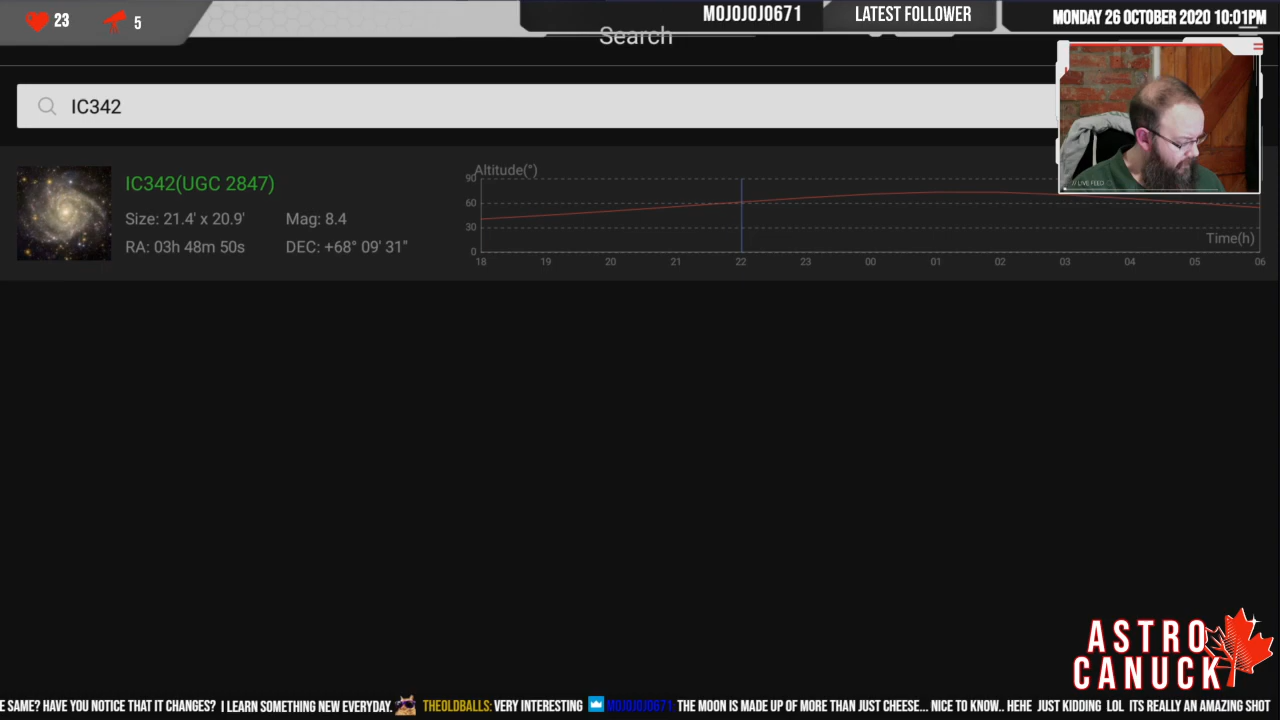 23
5
MOJOJOJO671
LATEST FOLLOWER
MONDAY 26 OCTOBER 2020 10:01PM
Search
IC342
// LIVE FEED
IC342(UGC 2847)
Size: 21.4' x 20.9'
Mag: 8.4
RA: 03h 48m 50s
DEC: +68° 09' 31"
Altitude(°)
90
60
30
0
Time(h)
18 19 20 21 22 23 00 01 02 03 04 05 06
ASTRO
CANUCK
E SAME? HAVE YOU NOTICE THAT IT CHANGES? I LEARN SOMETHING NEW EVERYDAY. THEOLDBALLS: VERY INTERESTING MOJOJOJO671: THE MOON IS MADE UP OF MORE THAN JUST CHEESE... NICE TO KNOW.. HEHE JUST KIDDING LOL ITS REALLY AN AMAZING SHOT